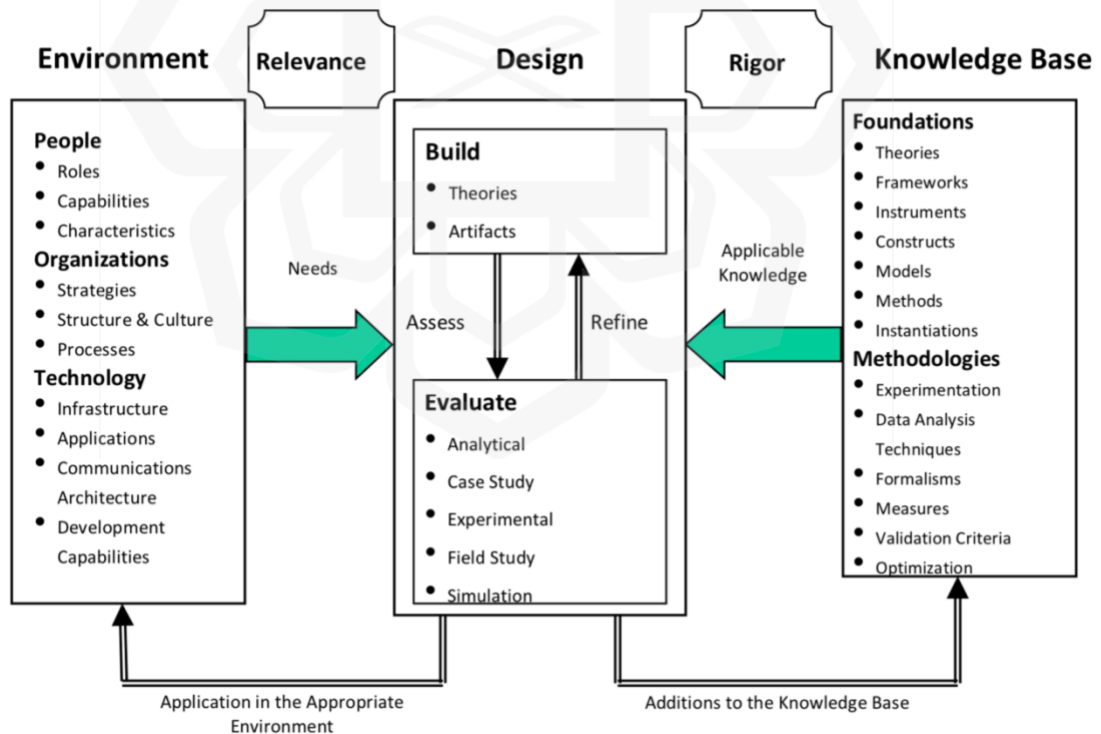 Environment
Relevance
Design
Rigor
Knowledge Base
People
• Roles
• Capabilities
• Characteristics
Organizations
• Strategies
• Structure & Culture
• Processes
Technology
• Infrastructure
• Applications
• Communications
Architecture
• Development
Capabilities
Needs
Build
• Theories
• Artifacts
Assess
Refine
Evaluate
• Analytical
• Case Study
• Experimental
• Field Study
• Simulation
Applicable
Knowledge
Foundations
• Theories
• Frameworks
• Instruments
• Constructs
• Models
• Methods
• Instantiations
Methodologies
• Experimentation
• Data Analysis
Techniques
• Formalisms
• Measures
• Validation Criteria
• Optimization
Application in the Appropriate
Environment
Additions to the Knowledge Base